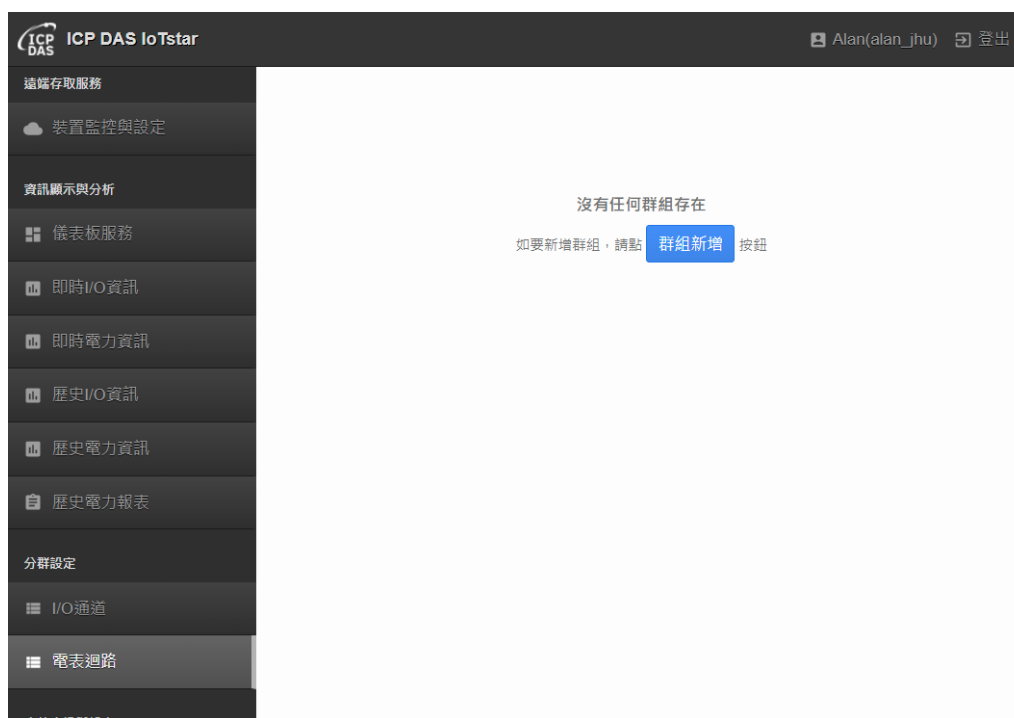 ICP DAS
ICP DAS IoTstar
Alan(alan_jhu) 登出
遠端存取服務
裝置監控與設定
資訊顯示與分析
儀表板服務
即時I/O資訊
即時電力資訊
歷史I/O資訊
歷史電力資訊
歷史電力報表
分群設定
I/O通道
電表迴路
沒有任何群組存在
如要新增群組，請點 群組新增 按鈕